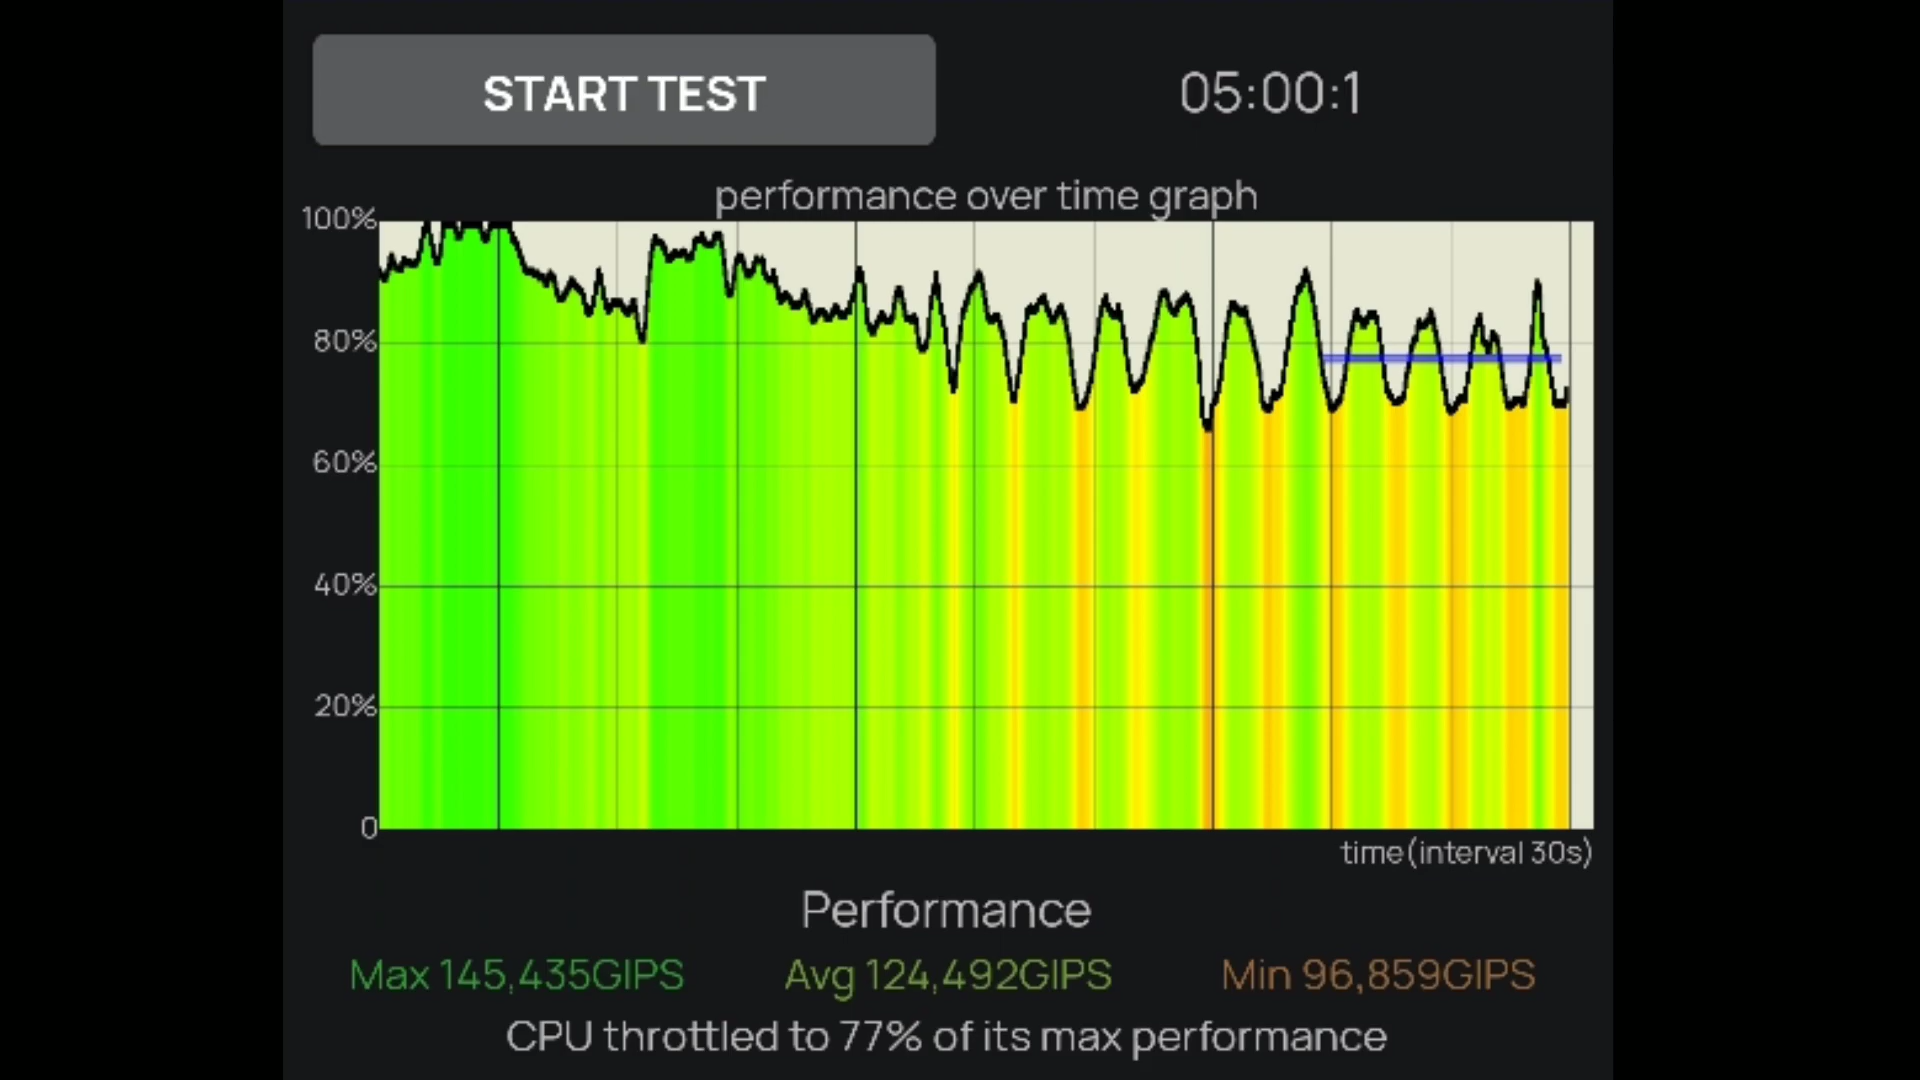 START TEST
05:00:1
performance over time graph
100%
80%
60%
40%
20%
0
time(interval 30s)
Performance
Max 145,435GIPS
Avg 124,492GIPS
Min 96,859GIPS
CPU throttled to 77% of its max performance